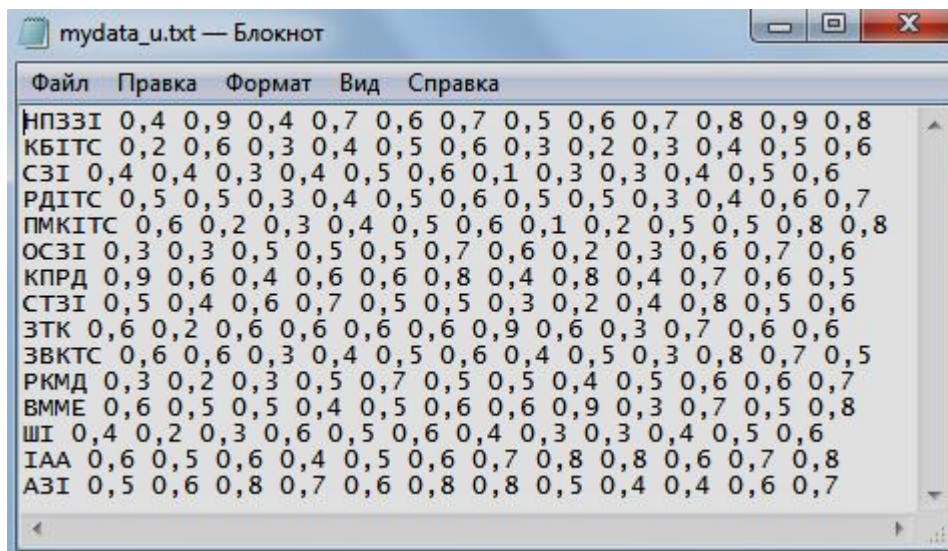 mydata_u.txt — Блокнот
Файл Правка Формат Вид Справка
НПЗЗІ 0,4 0,9 0,4 0,7 0,6 0,7 0,5 0,6 0,7 0,8 0,9 0,8
КБІТС 0,2 0,6 0,3 0,4 0,5 0,6 0,3 0,2 0,3 0,4 0,5 0,6
СЗІ 0,4 0,4 0,3 0,4 0,5 0,6 0,1 0,3 0,3 0,4 0,5 0,6
РДІТС 0,5 0,5 0,3 0,4 0,5 0,6 0,5 0,5 0,3 0,4 0,6 0,7
ПМКІТС 0,6 0,2 0,3 0,4 0,5 0,6 0,1 0,2 0,5 0,5 0,8 0,8
ОСЗІ 0,3 0,3 0,5 0,5 0,5 0,7 0,6 0,2 0,3 0,6 0,7 0,6
КПРД 0,9 0,6 0,4 0,6 0,6 0,8 0,4 0,8 0,4 0,7 0,6 0,5
СТЗІ 0,5 0,4 0,6 0,7 0,5 0,5 0,3 0,2 0,4 0,8 0,5 0,6
ЗТК 0,6 0,2 0,6 0,6 0,6 0,6 0,9 0,6 0,3 0,7 0,6 0,6
ЗВКТС 0,6 0,6 0,3 0,4 0,5 0,6 0,4 0,5 0,3 0,8 0,7 0,5
РКМД 0,3 0,2 0,3 0,5 0,7 0,5 0,5 0,4 0,5 0,6 0,6 0,7
ВММЕ 0,6 0,5 0,5 0,4 0,5 0,6 0,6 0,9 0,3 0,7 0,5 0,8
ШІ 0,4 0,2 0,3 0,6 0,5 0,6 0,4 0,3 0,3 0,4 0,5 0,6
ІАА 0,6 0,5 0,6 0,4 0,5 0,6 0,7 0,8 0,8 0,6 0,7 0,8
АЗІ 0,5 0,6 0,8 0,7 0,6 0,8 0,8 0,5 0,4 0,4 0,6 0,7